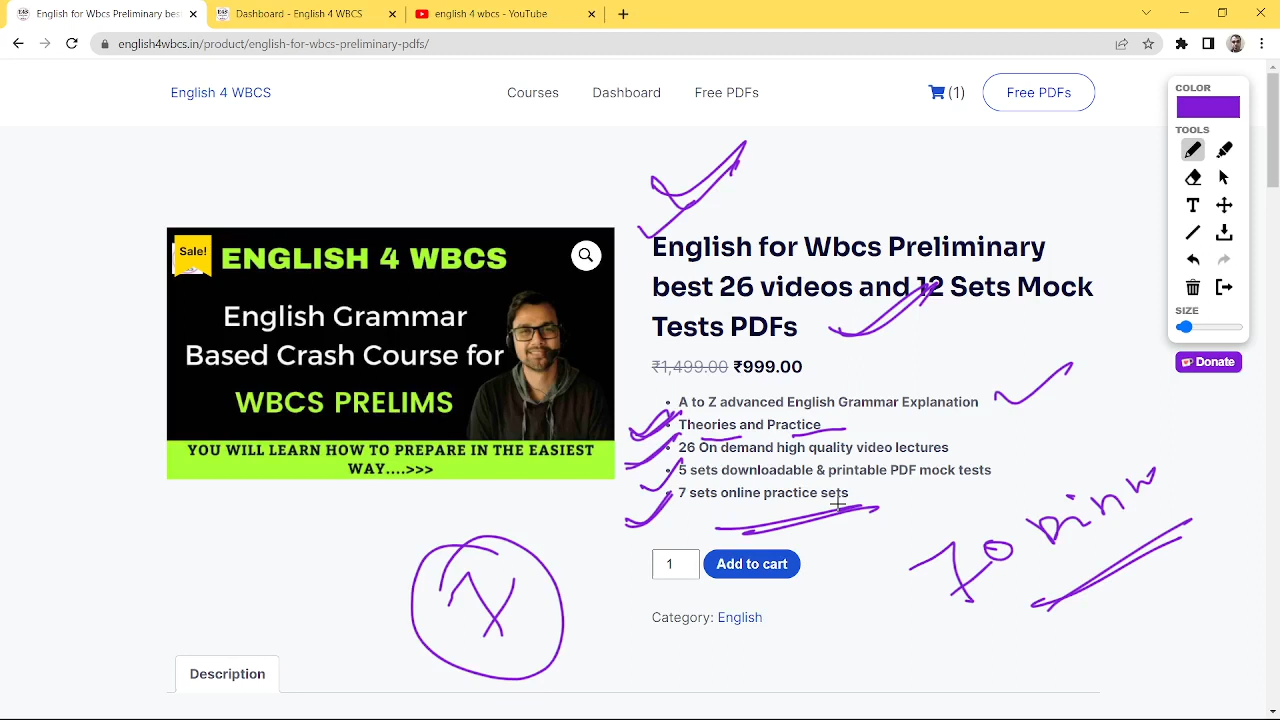 English for WBCS Preliminary bes
Dashboard - English 4 WBCS
english 4 wbcs - YouTube
english4wbcs.in/product/english-for-wbcs-preliminary-pdfs/
English 4 WBCS
Courses
Dashboard
Free PDFs
(1)
Free PDFs
COLOR
TOOLS
T
SIZE
Donate
Sale!
ENGLISH 4 WBCS
English Grammar
Based Crash Course for
WBCS PRELIMS
YOU WILL LEARN HOW TO PREPARE IN THE EASIEST
WAY....>>>
English for Wbcs Preliminary
best 26 videos and 12 Sets Mock
Tests PDFs
₹1,499.00 ₹999.00
A to Z advanced English Grammar Explanation
Theories and Practice
26 On demand high quality video lectures
5 sets downloadable & printable PDF mock tests
7 sets online practice sets
1
Add to cart
Category: English
Description